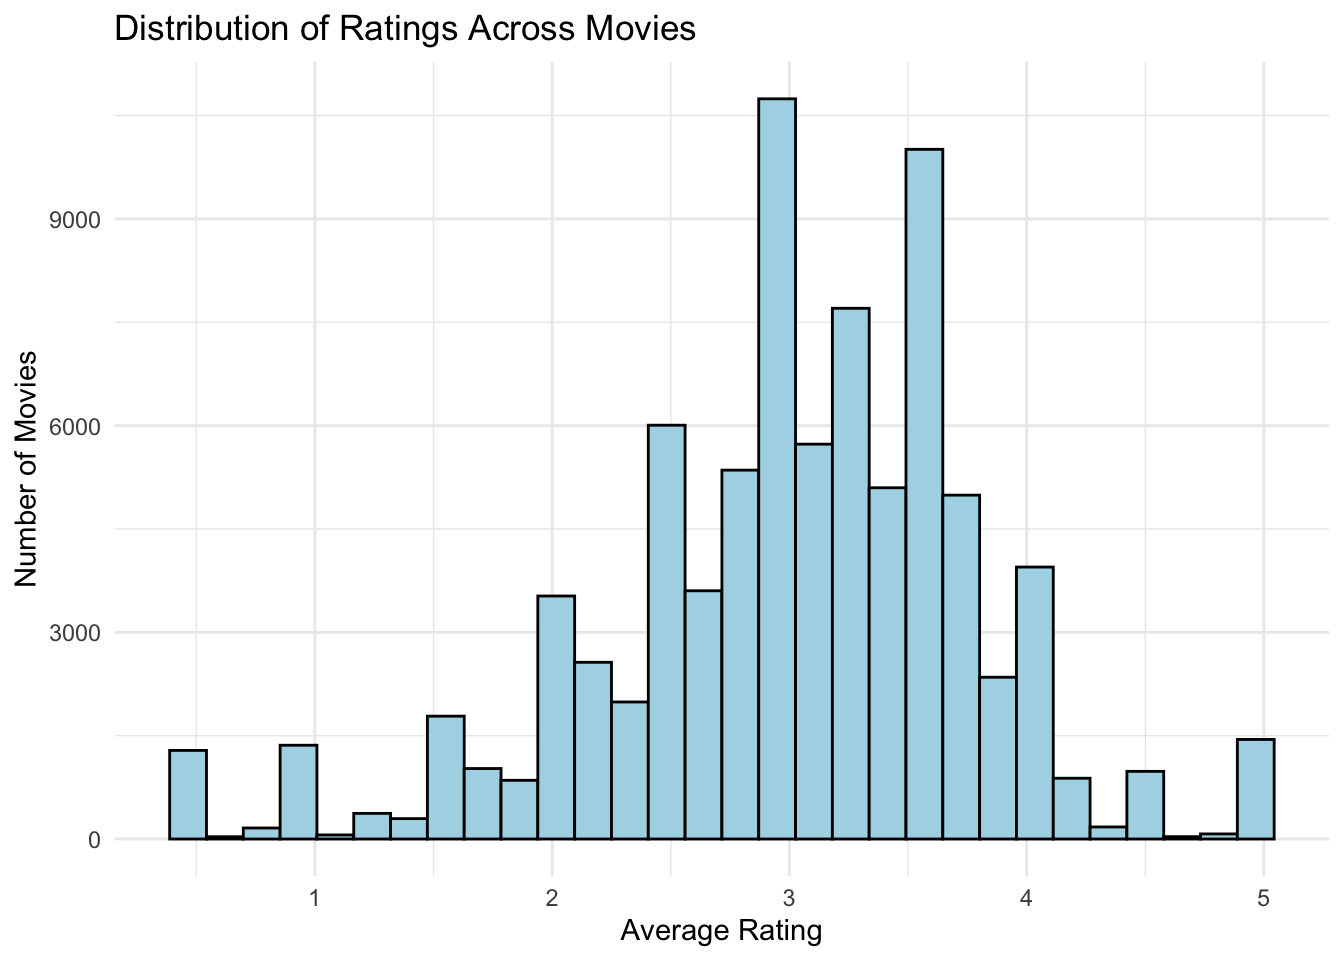 Distribution of Ratings Across Movies
Number of Movies
9000
6000
3000
0
1 2 3 4 5
Average Rating